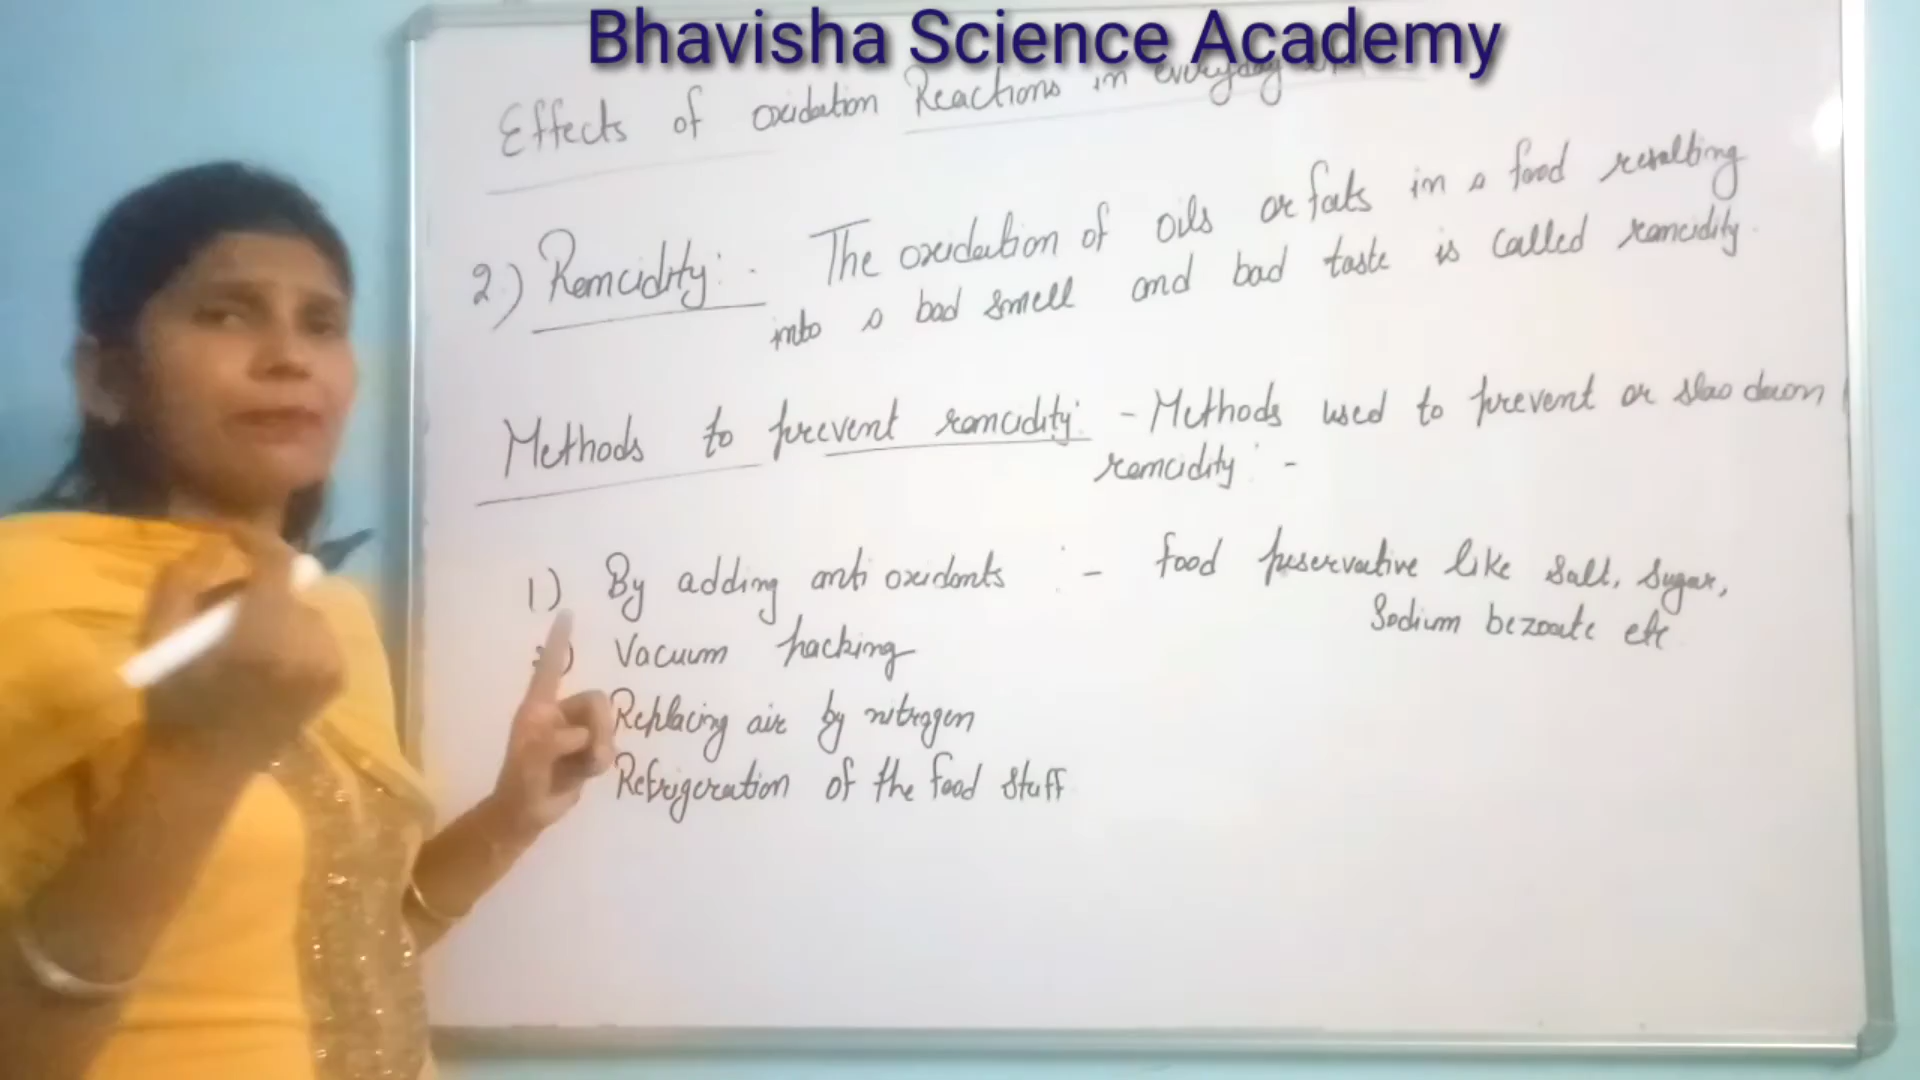 Bhavisha Science Academy
Effects of oxidation Reactions in everyday
2.) Rancidity: - The oxidation of oils or fats in a food resulting
into a bad smell and bad taste is called rancidity.
Methods to prevent rancidity: - Methods used to prevent or slow down
rancidity: -
1) By adding anti oxidants :- food preservative like salt, sugar,
Sodium bezoate etc
Vacuum packing
Replacing air by nitrogen
Refrigeration of the food stuff